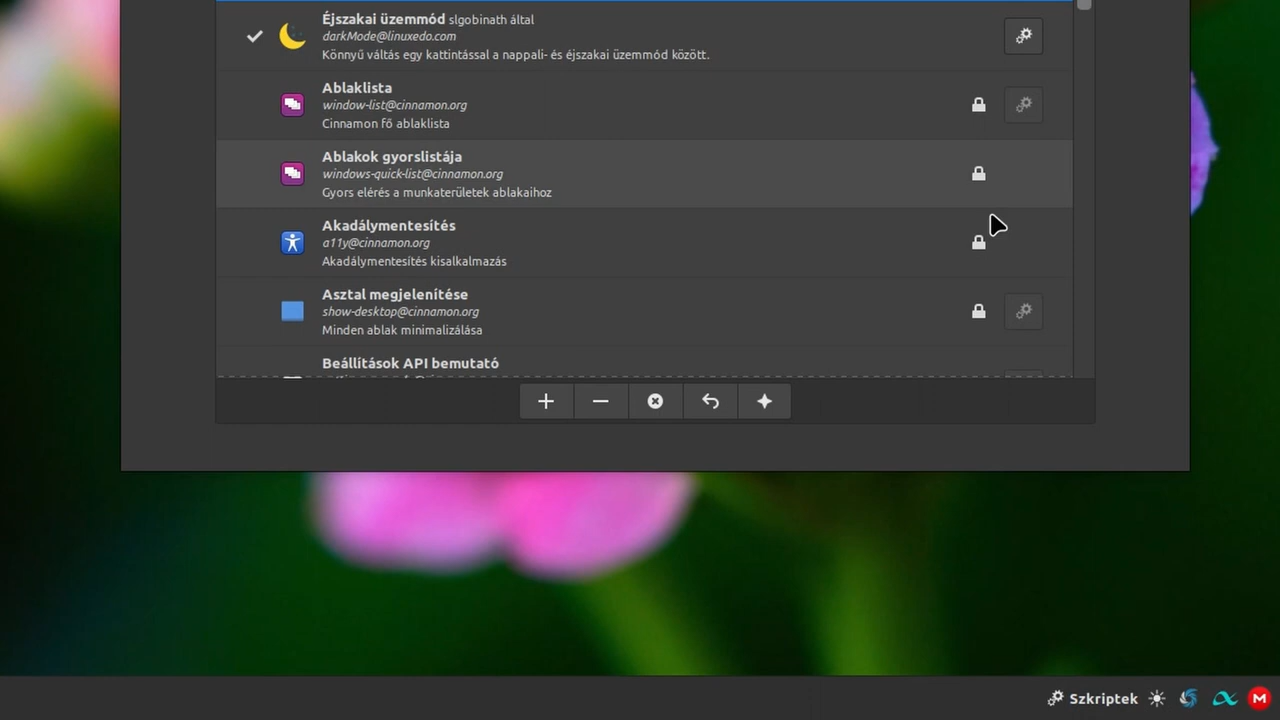 Éjszakai üzemmód slgobinath által
darkMode@linuxedo.com
Könnyű váltás egy kattintással a nappali- és éjszakai üzemmód között.
Ablaklista
window-list@cinnamon.org
Cinnamon fő ablaklista
Ablakok gyorslistája
windows-quick-list@cinnamon.org
Gyors elérés a munkaterületek ablakaihoz
Akadálymentesítés
a11y@cinnamon.org
Akadálymentesítés kisalkalmazás
Asztal megjelenítése
show-desktop@cinnamon.org
Minden ablak minimalizálása
Beállítások API bemutató
Szkriptek
M